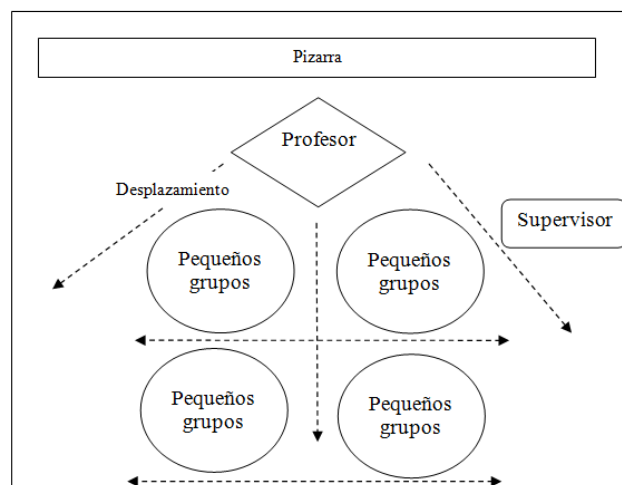 Pizarra
Profesor
Desplazamiento
Supervisor
Pequeños
grupos
Pequeños
grupos
Pequeños
grupos
Pequeños
grupos